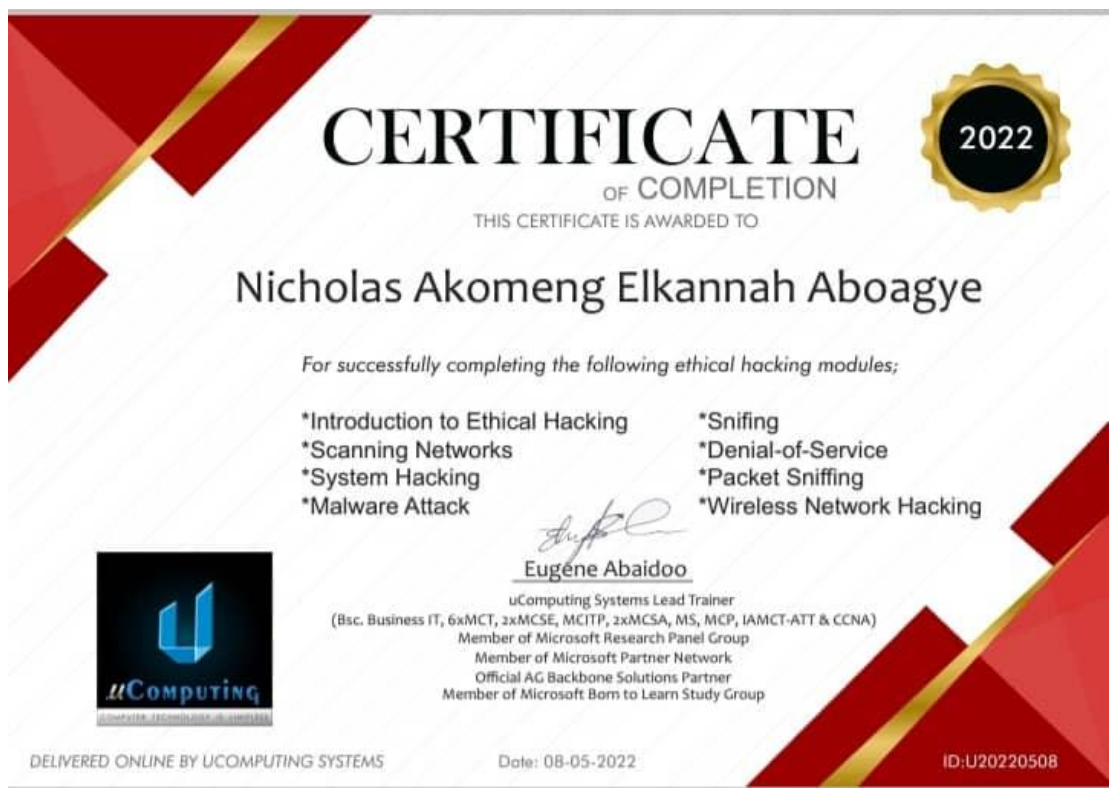 CERTIFICATE
2022
OF COMPLETION
THIS CERTIFICATE IS AWARDED TO
Nicholas Akomeng Elkannah Aboagye
For successfully completing the following ethical hacking modules;
*Introduction to Ethical Hacking
*Scanning Networks
*System Hacking
*Malware Attack
*Snifing
*Denial-of-Service
*Packet Sniffing
*Wireless Network Hacking
Eugene Abaidoo
uComputing Systems Lead Trainer
(Bsc. Business IT, 6xMCT, 2xMCSE, MCITP, 2xMCSA, MS, MCP, IAMCT-ATT & CCNA)
Member of Microsoft Research Panel Group
Member of Microsoft Partner Network
Official AG Backbone Solutions Partner
Member of Microsoft Born to Learn Study Group
uComputing
COMPUTER TECHNOLOGY IS LIMITLESS
DELIVERED ONLINE BY UCOMPUTING SYSTEMS
Date: 08-05-2022
ID:U20220508